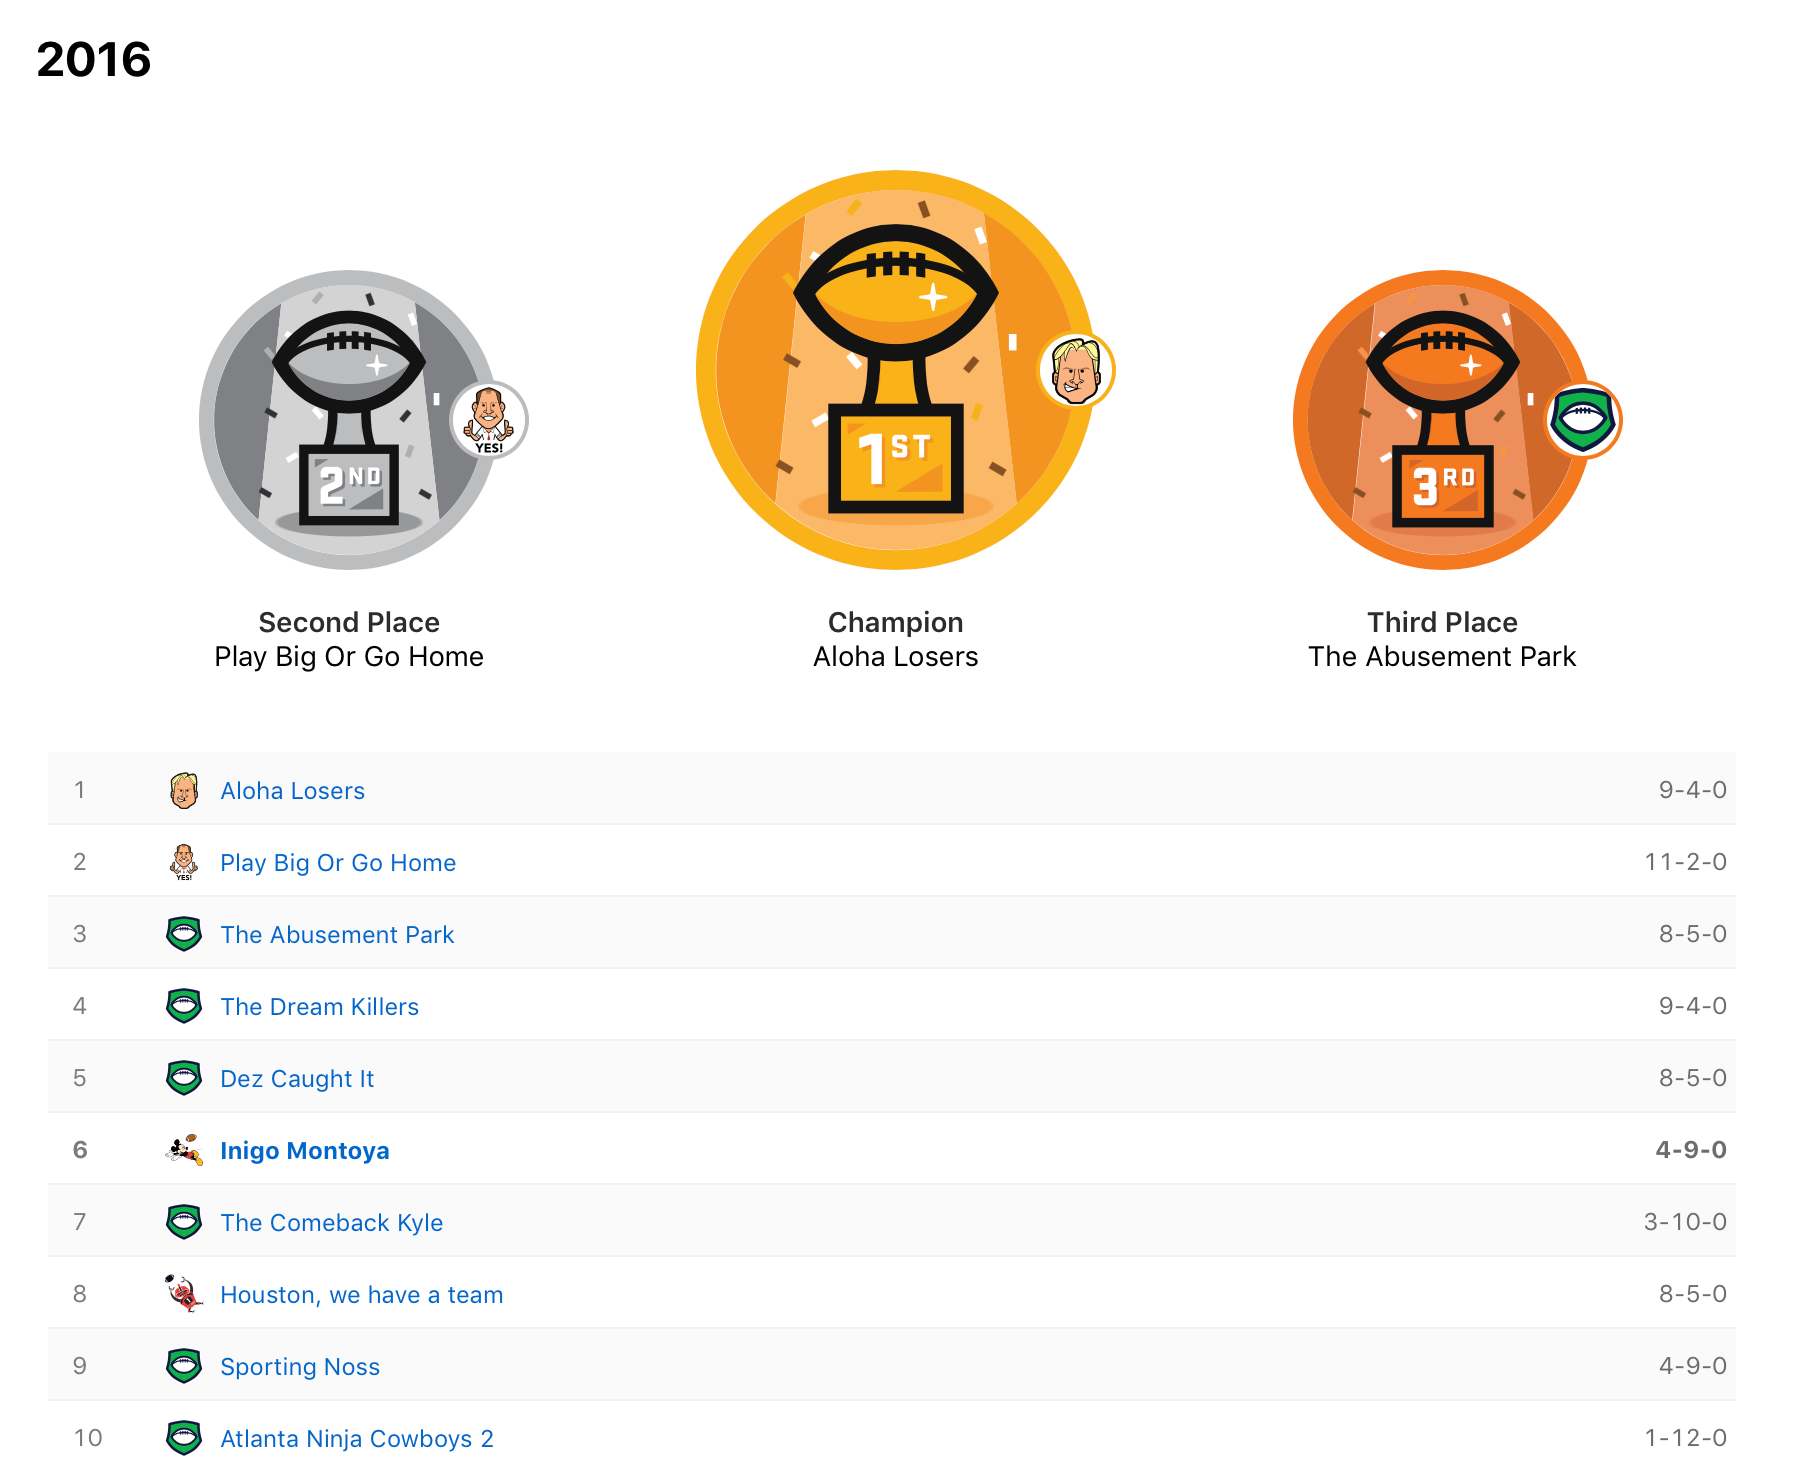 2016
2ND
YES!
1ST
3RD
Second Place
Play Big Or Go Home
Champion
Aloha Losers
Third Place
The Abusement Park
1 Aloha Losers 9-4-0
2 YES! Play Big Or Go Home 11-2-0
3 The Abusement Park 8-5-0
4 The Dream Killers 9-4-0
5 Dez Caught It 8-5-0
6 Inigo Montoya 4-9-0
7 The Comeback Kyle 3-10-0
8 Houston, we have a team 8-5-0
9 Sporting Noss 4-9-0
10 Atlanta Ninja Cowboys 2 1-12-0